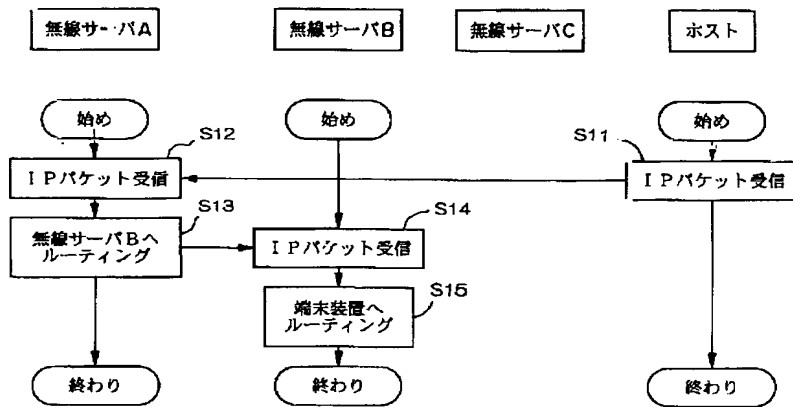 無線サーバA
無線サーバB
無線サーバC
ホスト
始め
始め
始め
S12
S11
IPパケット受信
IPパケット受信
S13
S14
無線サーバBへ
ルーティング
IPパケット受信
S15
端末装置へ
ルーティング
終わり
終わり
終わり